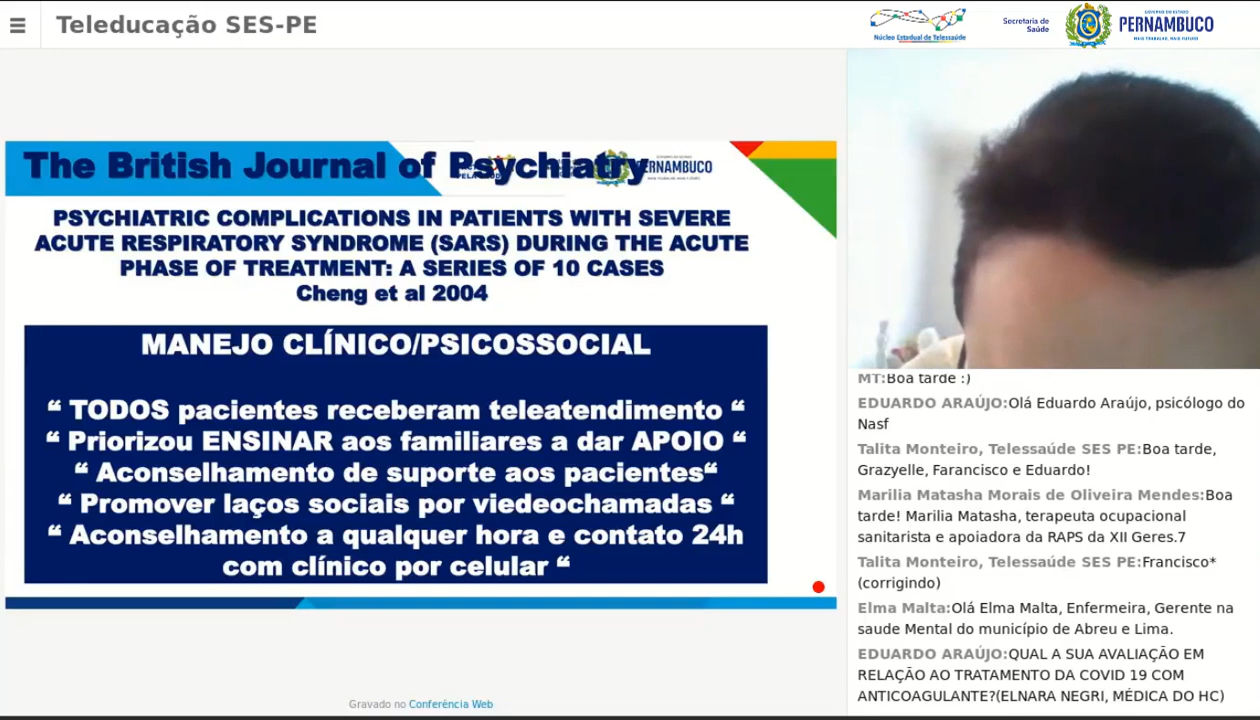 Teleducação SES-PE
Núcleo Estadual de Telessaúde
Secretaria de
Saúde
GOVERNO DO ESTADO
PERNAMBUCO
MAIS TRABALHO, MAIS FUTURO
The British Journal of Psychiatry
PERNAMBUCO
PSYCHIATRIC COMPLICATIONS IN PATIENTS WITH SEVERE
ACUTE RESPIRATORY SYNDROME (SARS) DURING THE ACUTE
PHASE OF TREATMENT: A SERIES OF 10 CASES
Cheng et al 2004
MANEJO CLÍNICO/PSICOSSOCIAL
“ TODOS pacientes receberam teleatendimento “
“ Priorizou ENSINAR aos familiares a dar APOIO “
“ Aconselhamento de suporte aos pacientes“
“ Promover laços sociais por viedeochamadas “
“ Aconselhamento a qualquer hora e contato 24h
com clínico por celular “
MT:Boa tarde :)
EDUARDO ARAÚJO:Olá Eduardo Araújo, psicólogo do
Nasf
Talita Monteiro, Telessaúde SES PE:Boa tarde,
Grazyelle, Farancisco e Eduardo!
Marilia Matasha Morais de Oliveira Mendes:Boa
tarde! Marilia Matasha, terapeuta ocupacional
sanitarista e apoiadora da RAPS da XII Geres.7
Talita Monteiro, Telessaúde SES PE:Francisco*
(corrigindo)
Elma Malta:Olá Elma Malta, Enfermeira, Gerente na
saude Mental do município de Abreu e Lima.
EDUARDO ARAÚJO:QUAL A SUA AVALIAÇÃO EM
RELAÇÃO AO TRATAMENTO DA COVID 19 COM
ANTICOAGULANTE?(ELNARA NEGRI, MÉDICA DO HC)
Gravado no Conferência Web